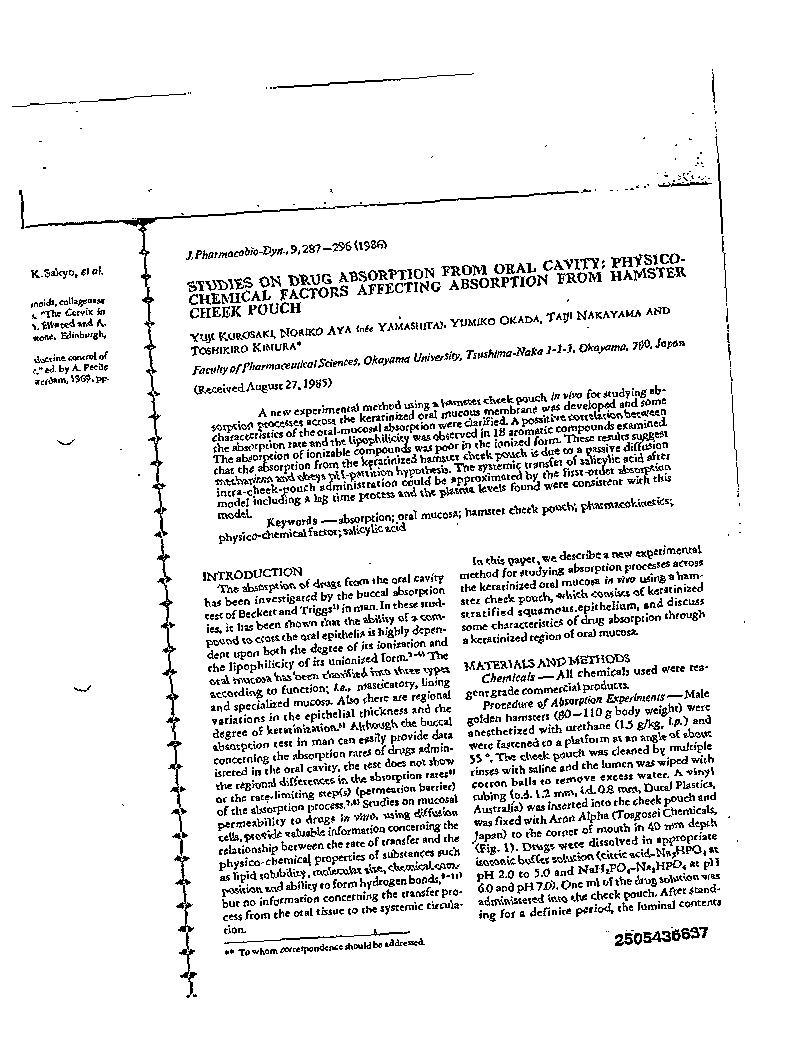 K. Sakyo, et al.
moids, collagenase
s. "The Cervix in
s. Ellwood and A.
stone, Edinburgh,
docrine control of
c," ed. by A. Pecile
sterdam, 1969, pp.
J. Pharmacobio-Dyn., 9, 287—296 (1986)
STUDIES ON DRUG ABSORPTION FROM ORAL CAVITY: PHYSICO-
CHEMICAL FACTORS AFFECTING ABSORPTION FROM HAMSTER
CHEEK POUCH
YUJI KUROSAKI, NORIKO AYA (née YAMASHITA), YUMIKO OKADA, TAIJI NAKAYAMA AND
TOSHIKIRO KIMURA*
Faculty of Pharmaceutical Sciences, Okayama University, Tsushima-Naka 1-1-1, Okayama, 700, Japan
(Received August 27, 1985)
A new experimental method using a hamster cheek pouch in vivo for studying ab-
sorption processes across the keratinized oral mucous membrane was developed and some
characteristics of the oral-mucosal absorption were clarified. A possitive correlation between
the absorption rate and the lipophilicity was observed in 18 aromatic compounds examined.
The absorption of ionizable compounds was poor in the ionized form. These results suggest
that the absorption from the keratinized hamster cheek pouch is due to a passive diffusion
mechanism and obeys pH-partition hypothesis. The systemic transfer of salicylic acid after
intra-cheek-pouch administration could be approximated by the first-order absorption
model including a lag time process and the plasma levels found were consistent with this
model.
Keywords — absorption; oral mucosa; hamster cheek pouch; pharmacokinetics;
physico-chemical factor; salicylic acid
INTRODUCTION
The absorption of drugs from the oral cavity
has been investigated by the buccal absorption
test of Beckett and Triggs1) in man. In these stud-
ies, it has been shown that the ability of a com-
pound to cross the oral epithelia is highly depen-
dent upon both the degree of its ionization and
the lipophilicity of its unionized form. The
oral mucosa has been classified into three types
according to function; i.e., masticatory, lining
and specialized mucosa. Also there are regional
variations in the epithelial thickness and the
degree of keratinization. Although the buccal
absorption test in man can easily provide data
concerning the absorption rates of drugs admin-
istered in the oral cavity, the test does not show
the regional differences in the absorption rates
or the rate-limiting step(s) (permeation barrier)
of the absorption process. Studies on mucosal
permeability to drugs in vitro, using diffusion
cells, provide valuable information concerning the
relationship between the rate of transfer and the
physico-chemical properties of substances such
as lipid solubility, molecular size, chemical com-
position and ability to form hydrogen bonds,
but no information concerning the transfer pro-
cess from the oral tissue to the systemic circula-
tion.
** To whom correspondence should be addressed.
In this paper, we describe a new experimental
method for studying absorption processes across
the keratinized oral mucosa in vivo using a ham-
ster cheek pouch, which consists of keratinized
stratified squamous epithelium, and discuss
some characteristics of drug absorption through
a keratinized region of oral mucosa.
MATERIALS AND METHODS
Chemicals — All chemicals used were rea-
gent grade commercial products.
Procedure of Absorption Experiments — Male
golden hamsters (80—110 g body weight) were
anesthetized with urethane (1.5 g/kg, i.p.) and
were fastened to a platform at an angle of about
55°. The cheek pouch was cleaned by multiple
rinses with saline and the lumen was wiped with
cotton balls to remove excess water. A vinyl
tubing (o.d. 1.2 mm, i.d. 0.8 mm, Dural Plastics,
Australia) was inserted into the cheek pouch and
was fixed with Aron Alpha (Toagosei Chemicals,
Japan) to the corner of mouth in 40 mm depth
(Fig. 1). Drugs were dissolved in appropriate
isotonic buffer solution (citric acid-Na2HPO4 at
pH 2.0 to 5.0 and NaH2PO4-Na2HPO4 at pH
6.0 and pH 7.0). One ml of the drug solution was
administered into the cheek pouch. After stand-
ing for a definite period, the luminal contents
2505436637